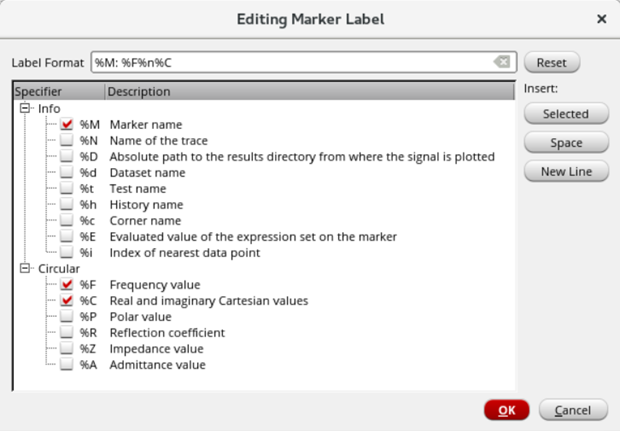 Editing Marker Label
Label Format %M: %F%n%C Reset
Specifier Description Insert:
Info
%M Marker name Selected
%N Name of the trace
%D Absolute path to the results directory from where the signal is plotted Space
%d Dataset name New Line
%t Test name
%h History name
%c Corner name
%E Evaluated value of the expression set on the marker
%i Index of nearest data point
Circular
%F Frequency value
%C Real and imaginary Cartesian values
%P Polar value
%R Reflection coefficient
%Z Impedance value
%A Admittance value
OK Cancel